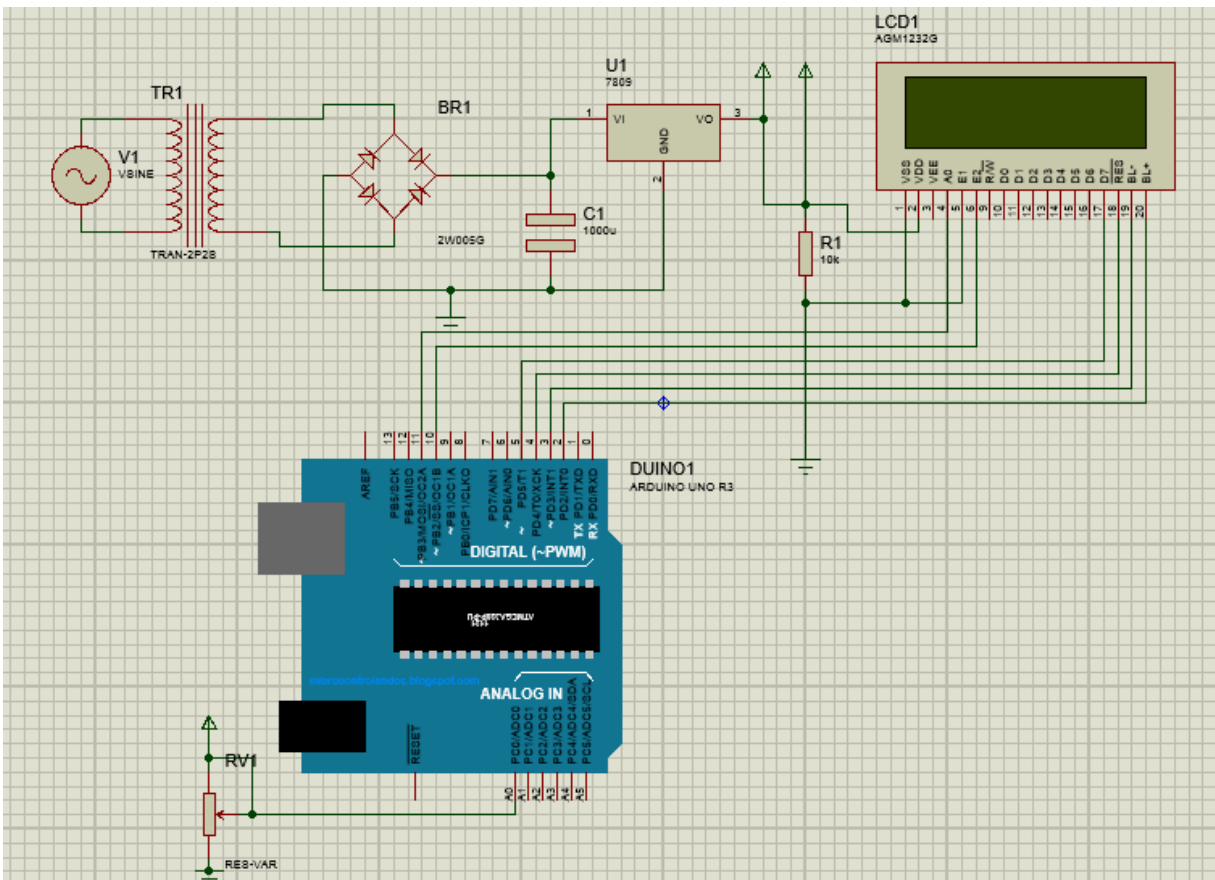 LCD1
AGM1232G
TR1
V1
VSINE
TRAN-2P2S
BR1
2W005G
U1
7809
1
VI
VO
3
GND
2
C1
1000u
R1
10k
VSS
VDD
VEE
A0
E1
E2
R/W
D0
D1
D2
D3
D4
D5
D6
D7
RES
BL-
BL+
1
2
3
4
5
6
9
10
11
12
13
14
15
16
17
18
19
20
13
12
11
10
9
8
7
6
5
4
3
2
1
0
AREF
PB5/SCK
PB4/MISO
~PB3/MOSI/OC2A
~PB2/SS/OC1B
~PB1/OC1A
PB0/ICP1/CLKO
PD7/AIN1
~PD6/AIN0
~ PD5/T1
PD4/T0/XCK
~PD3/INT1
PD2/INT0
TX PD1/TXD
RX PD0/RXD
DIGITAL (~PWM)
DUINO1
ARDUINO UNO R3
ANALOG IN
RESET
PC0/ADC0
PC1/ADC1
PC2/ADC2
PC3/ADC3
PC4/ADC4/SDA
PC5/ADC5/SCL
A0
A1
A2
A3
A4
A5
RV1
RES-VAR